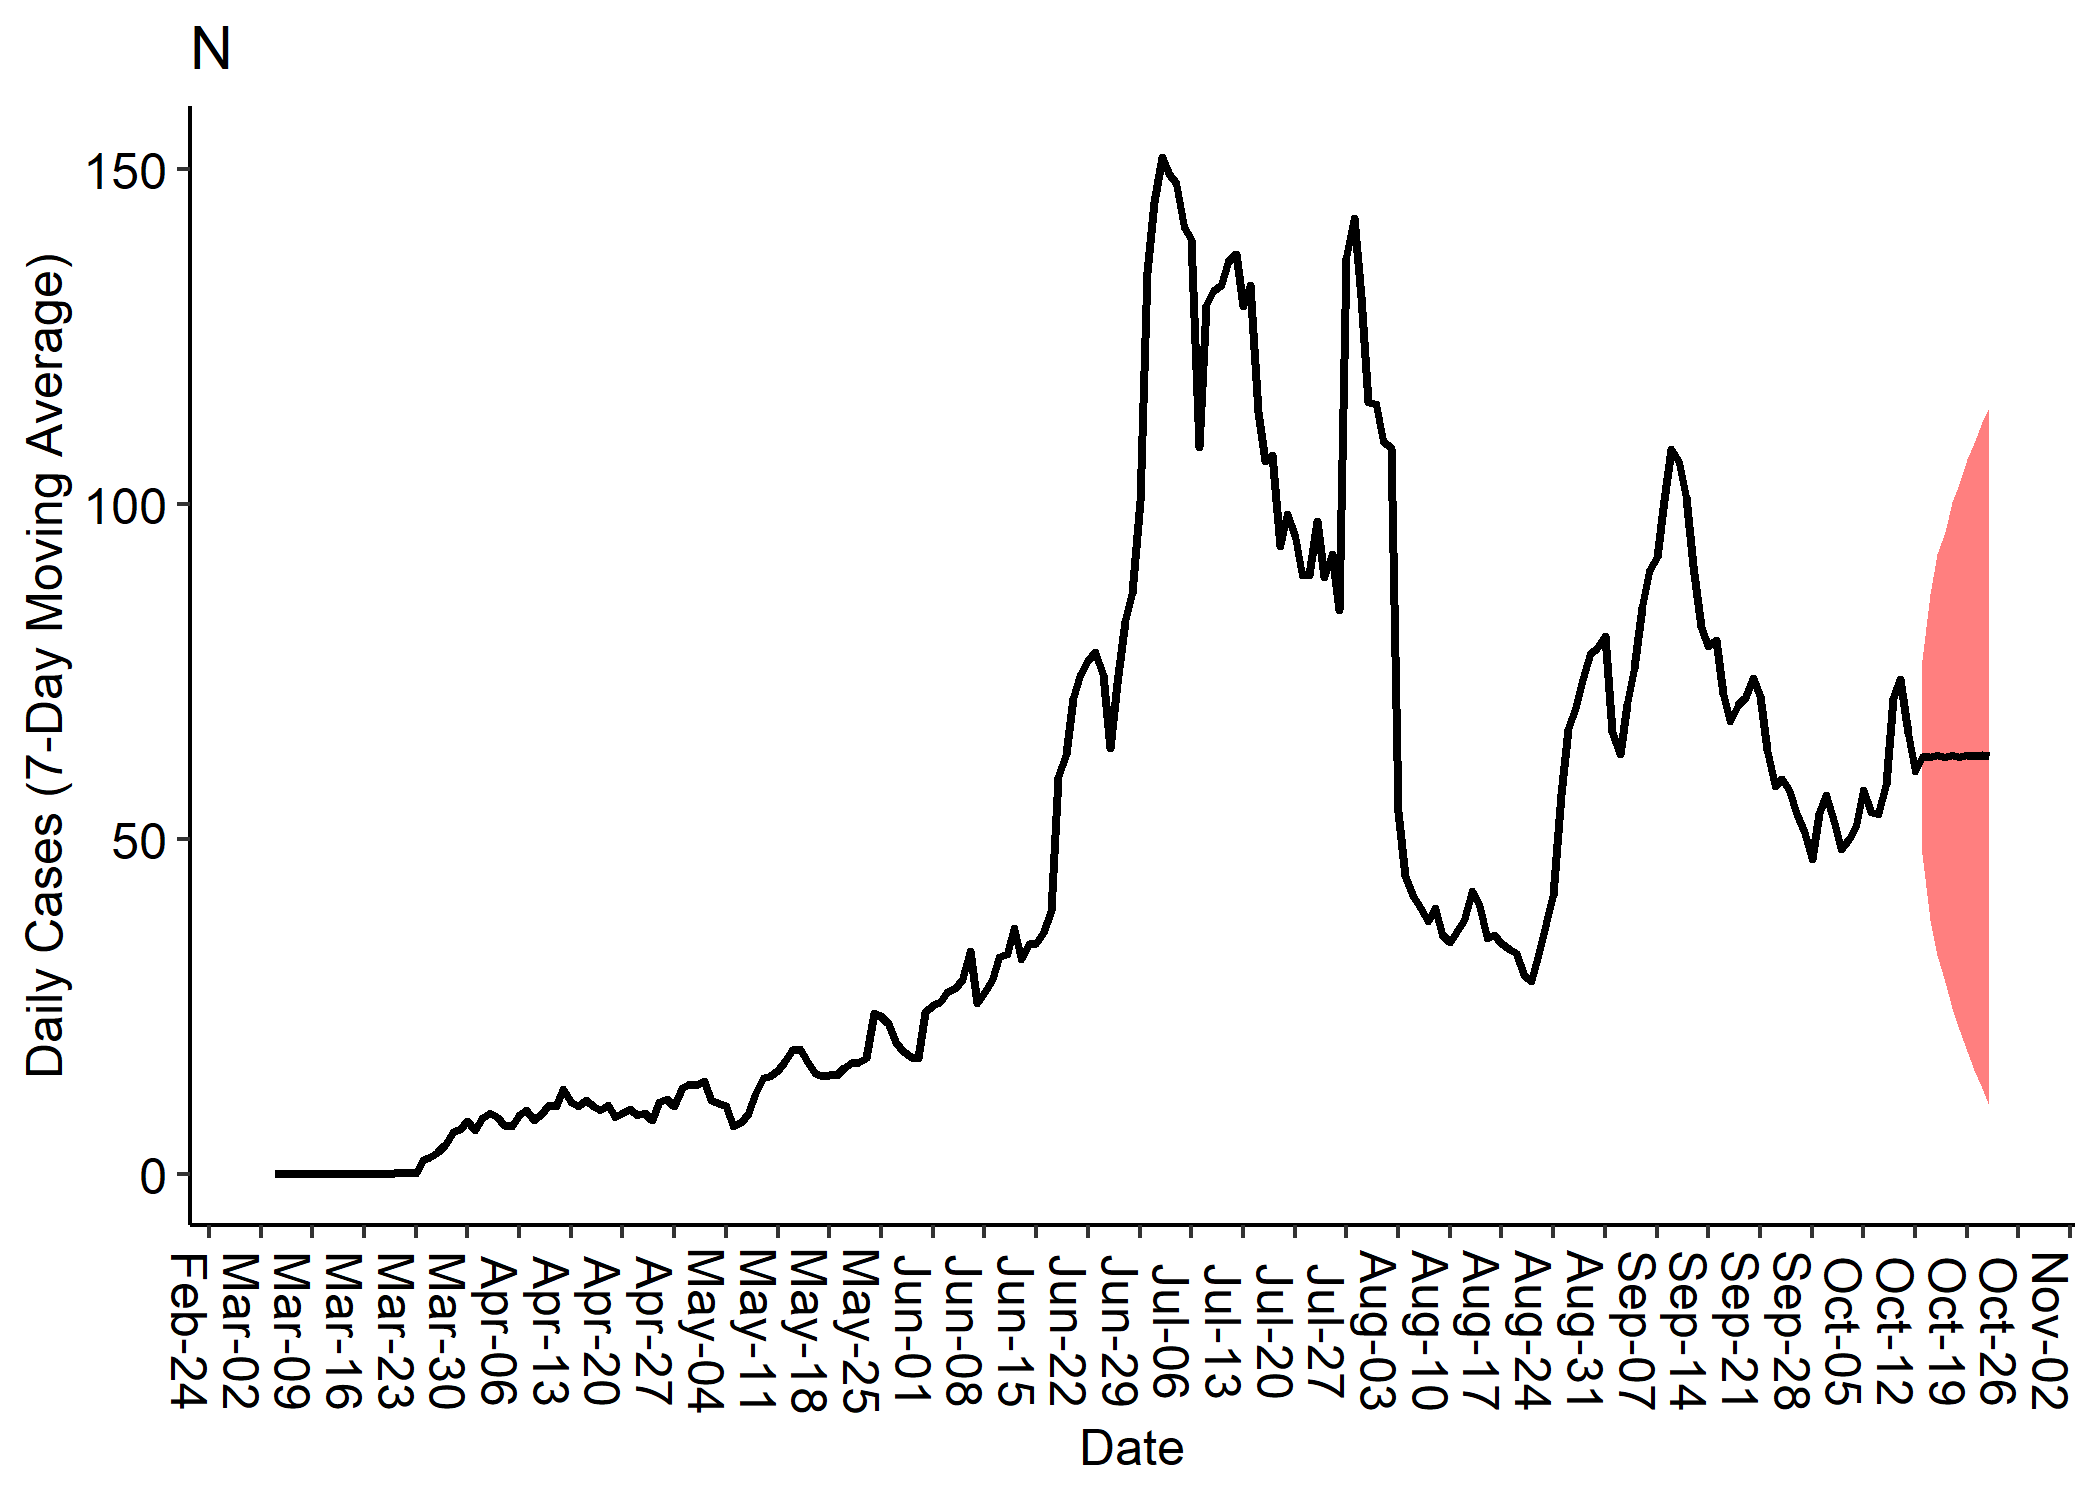 N
Daily Cases (7-Day Moving Average)
150
100
50
0
Feb-24
Mar-02
Mar-09
Mar-16
Mar-23
Mar-30
Apr-06
Apr-13
Apr-20
Apr-27
May-04
May-11
May-18
May-25
Jun-01
Jun-08
Jun-15
Jun-22
Jun-29
Jul-06
Jul-13
Jul-20
Jul-27
Aug-03
Aug-10
Aug-17
Aug-24
Aug-31
Sep-07
Sep-14
Sep-21
Sep-28
Oct-05
Oct-12
Oct-19
Oct-26
Nov-02
Date